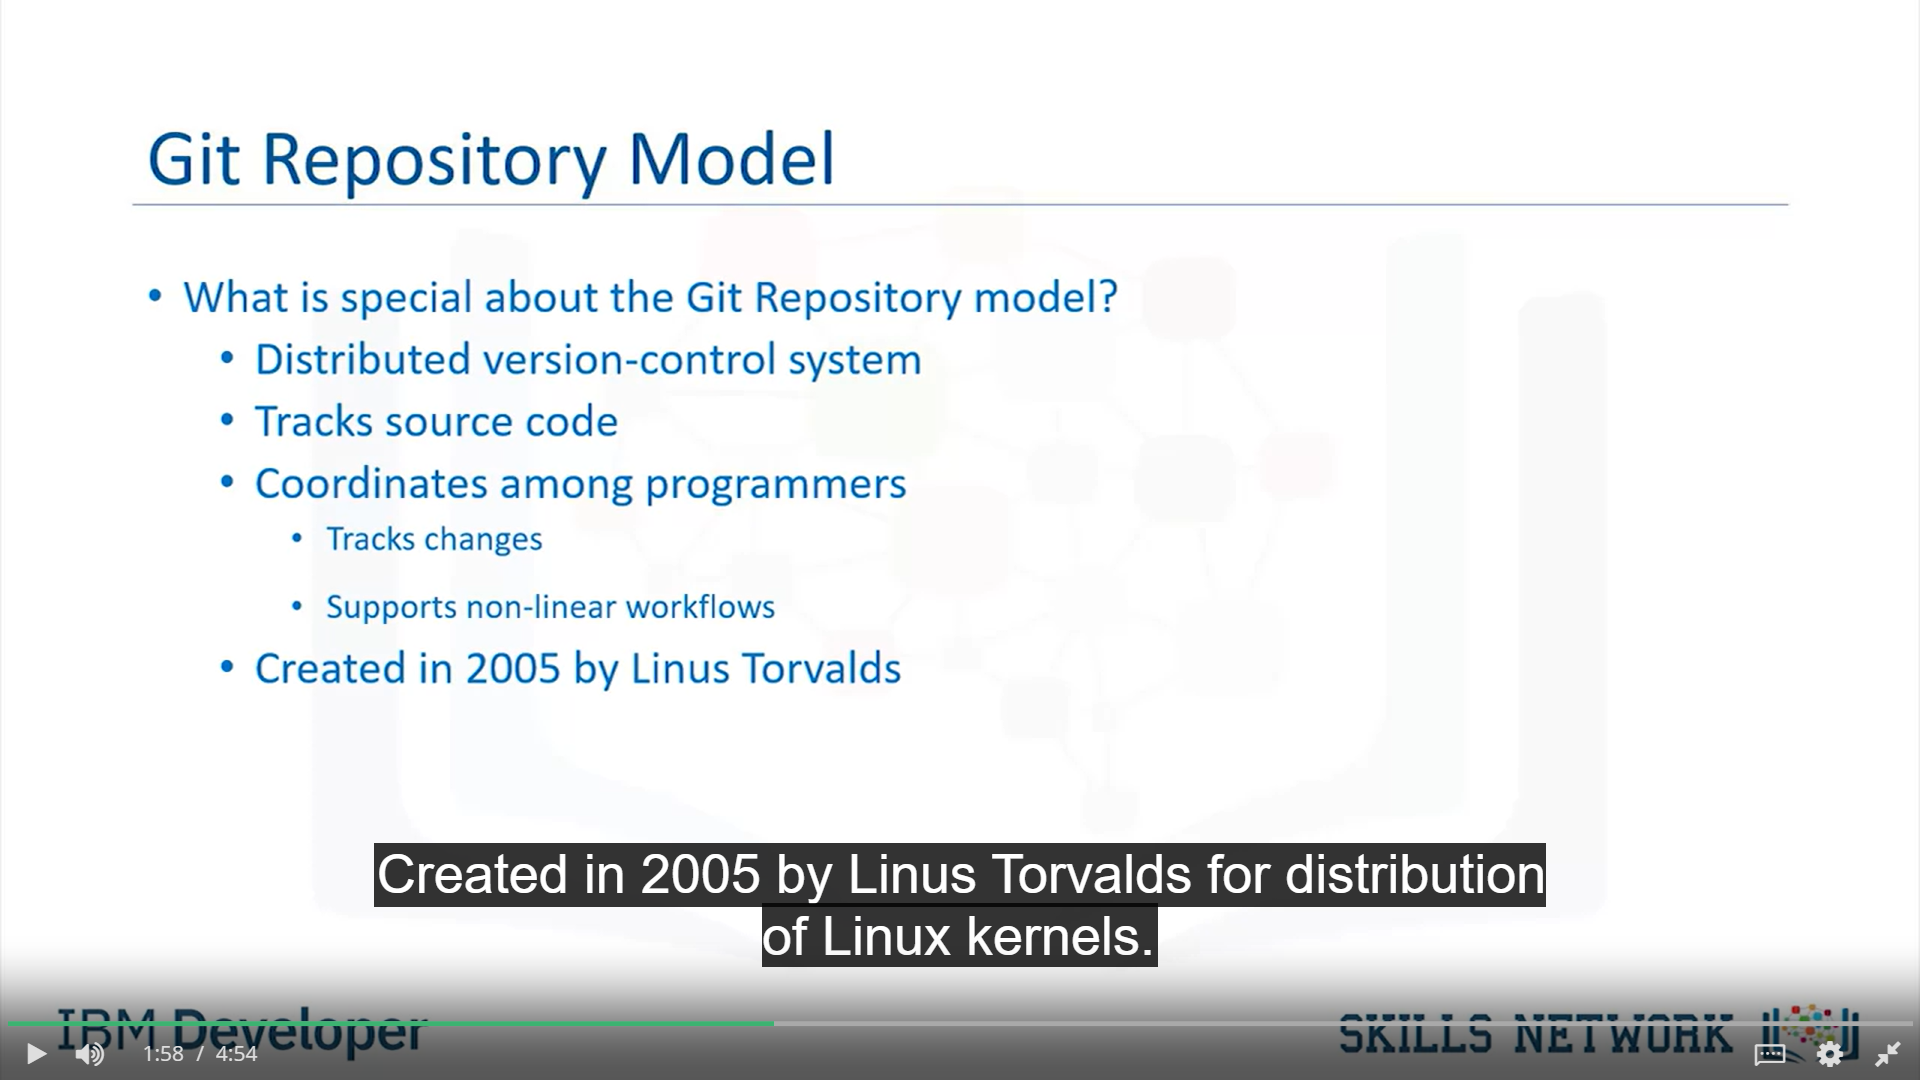 Git Repository Model
• What is special about the Git Repository model?
• Distributed version-control system
• Tracks source code
• Coordinates among programmers
• Tracks changes
• Supports non-linear workflows
• Created in 2005 by Linus Torvalds
Created in 2005 by Linus Torvalds for distribution
of Linux kernels.
IBM Developer
SKILLS NETWORK
1:58 / 4:54